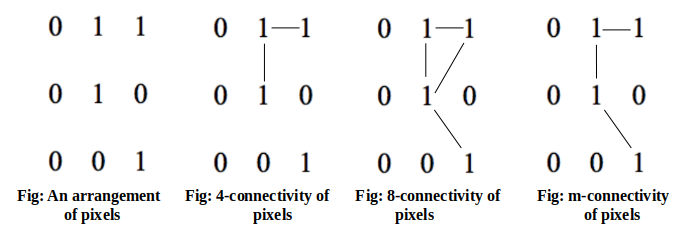 0 1 1 0 1 1 0 1 1 0 1 1
0 1 0 0 1 0 0 1 0 0 1 0
0 0 1 0 0 1 0 0 1 0 0 1
Fig: An arrangement
of pixels
Fig: 4-connectivity of
pixels
Fig: 8-connectivity of
pixels
Fig: m-connectivity
of pixels